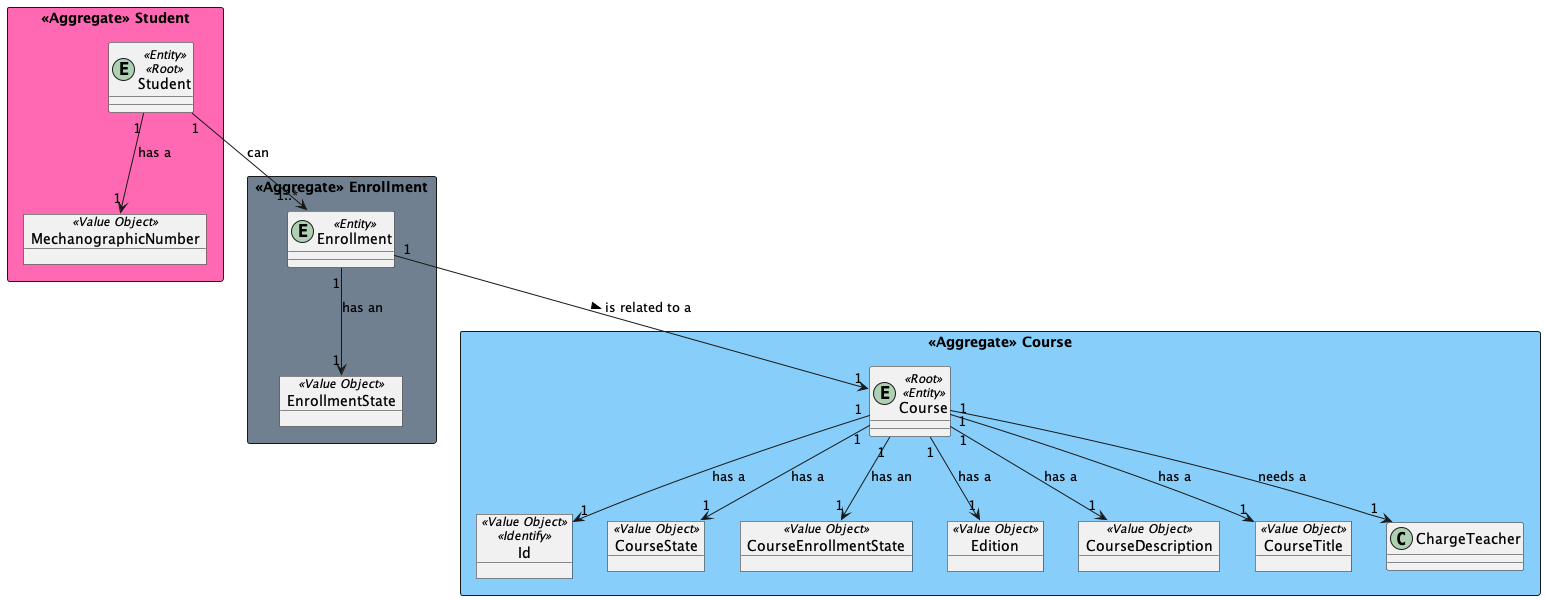 «Aggregate» Student
«Entity»
«Root»
E
Student
1
1
has a
can
1
1..*
«Value Object»
MechanographicNumber
«Aggregate» Enrollment
«Entity»
E
Enrollment
1
1
has an
is related to a
1
«Value Object»
EnrollmentState
«Aggregate» Course
1
«Root»
«Entity»
E
Course
1
1
1
1
1
1
1
has a
has a
has an
has a
has a
has a
needs a
1
1
1
1
1
1
1
«Value Object»
«Identify»
Id
«Value Object»
CourseState
«Value Object»
CourseEnrollmentState
«Value Object»
Edition
«Value Object»
CourseDescription
«Value Object»
CourseTitle
C
ChargeTeacher